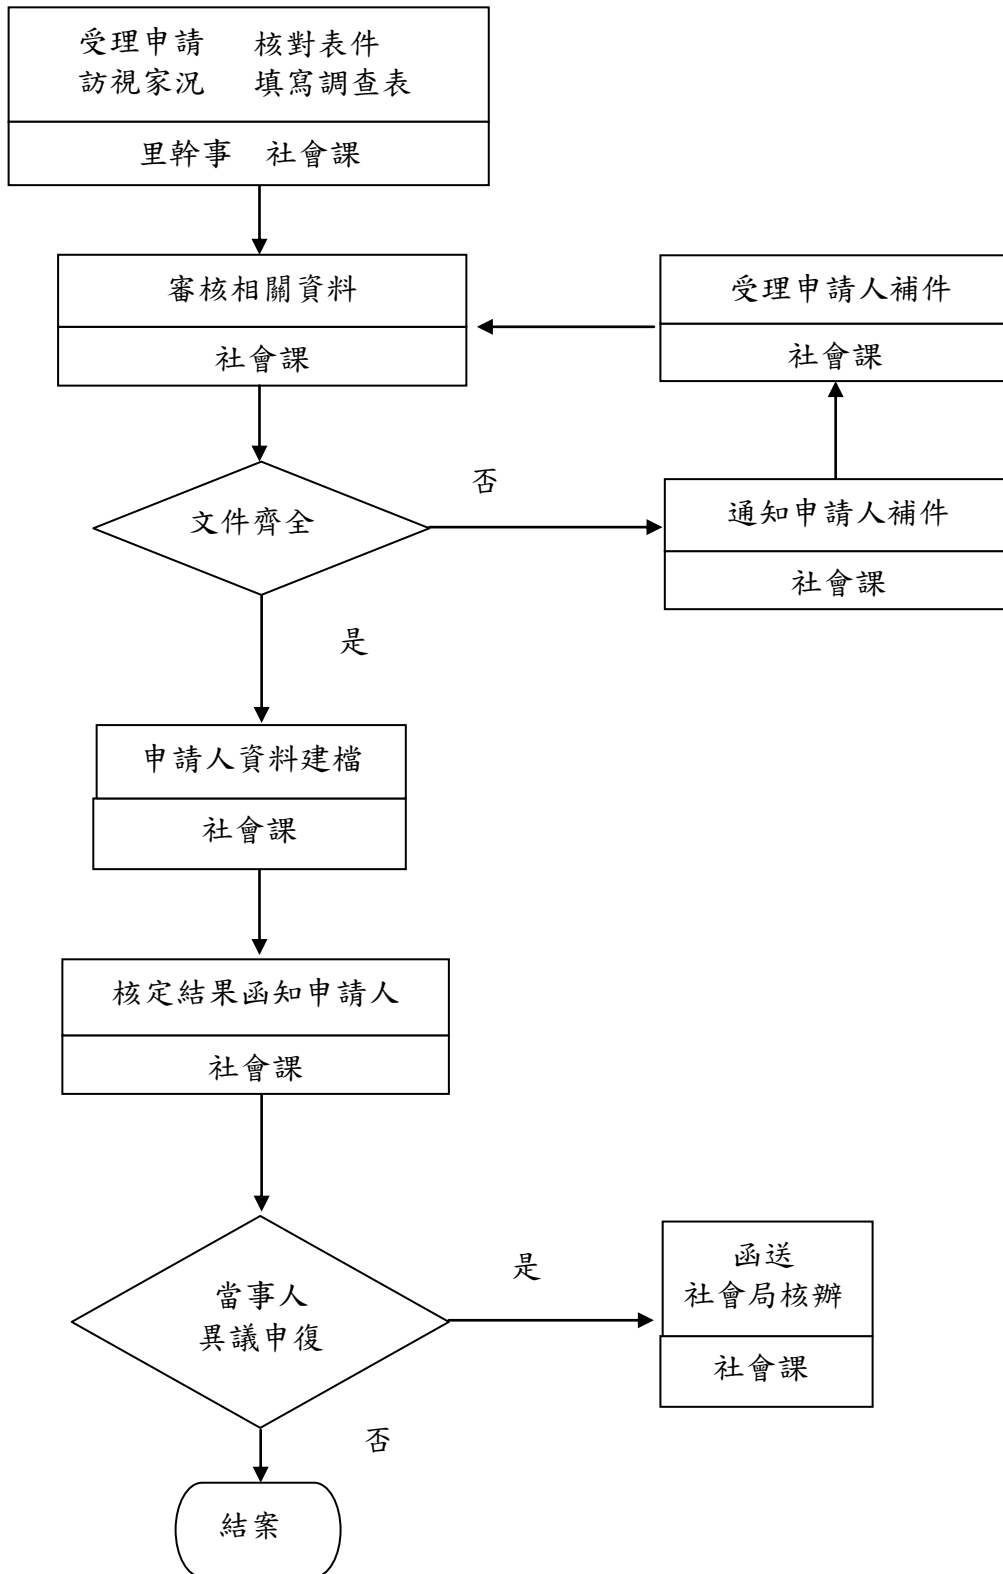 受理申請 核對表件
訪視家況 填寫調查表
里幹事 社會課
審核相關資料
社會課
受理申請人補件
社會課
文件齊全
否
通知申請人補件
社會課
是
申請人資料建檔
社會課
核定結果函知申請人
社會課
當事人
異議申復
是
函送
社會局核辦
社會課
否
結案